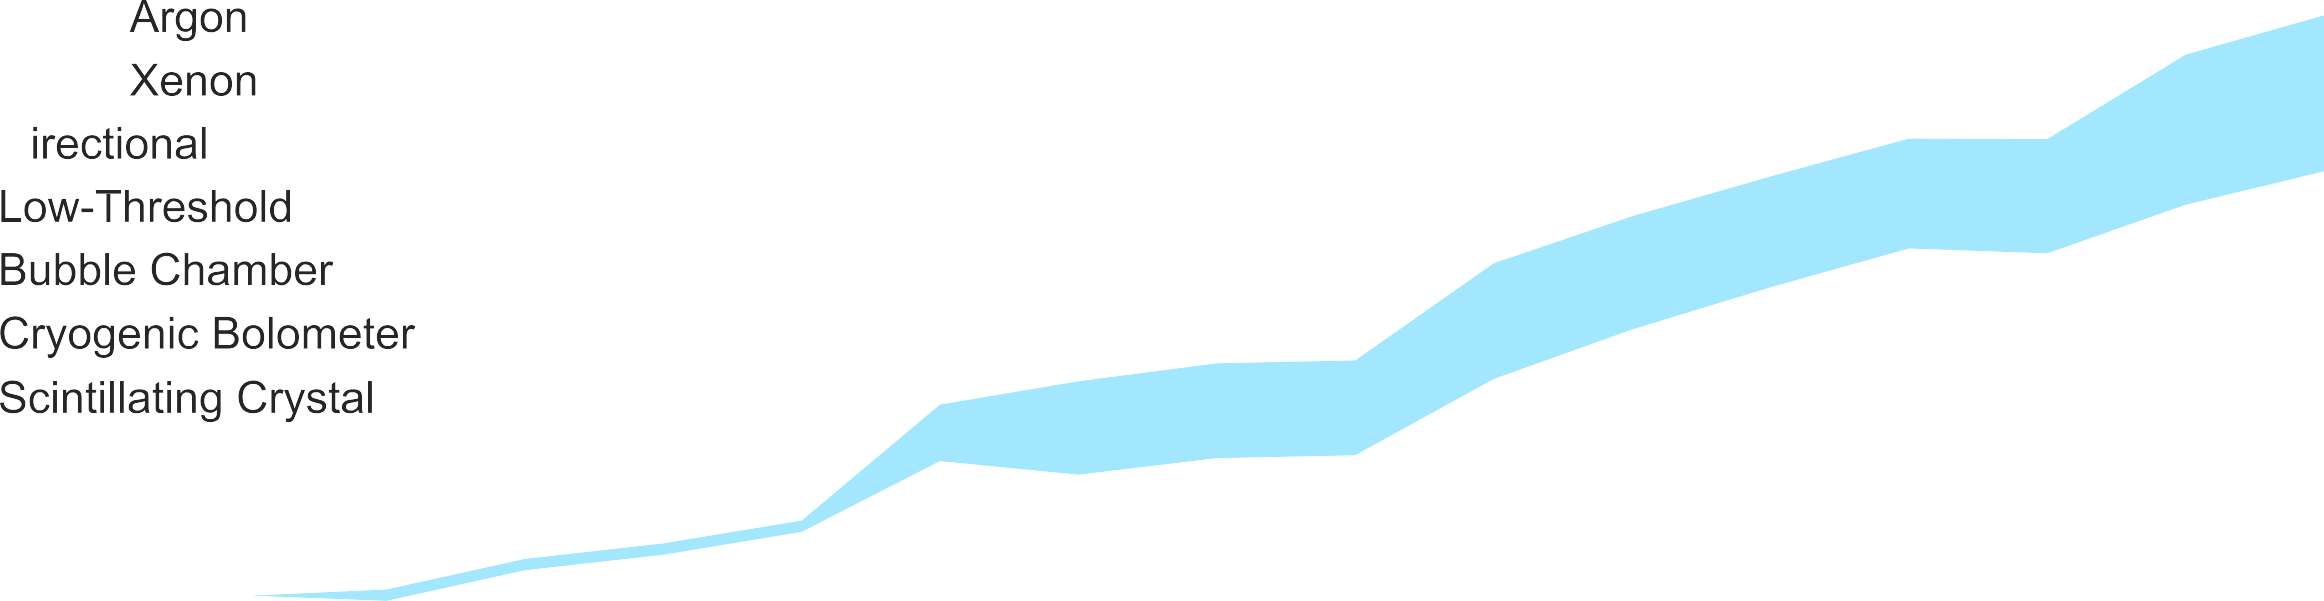 Argon
Xenon
irectional
Low-Threshold
Bubble Chamber
Cryogenic Bolometer
Scintillating Crystal